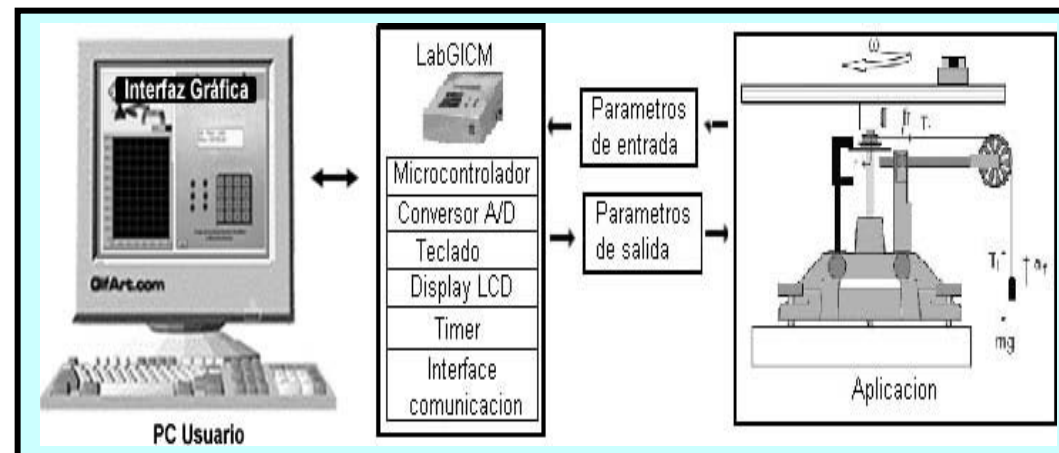 Interfaz Gráfica
GifArt.com
PC Usuario
LabGICM
Microcontrolador
Conversor A/D
Teclado
Display LCD
Timer
Interface
comunicacion
Parametros
de entrada
Parametros
de salida
ω
mg
Aplicacion